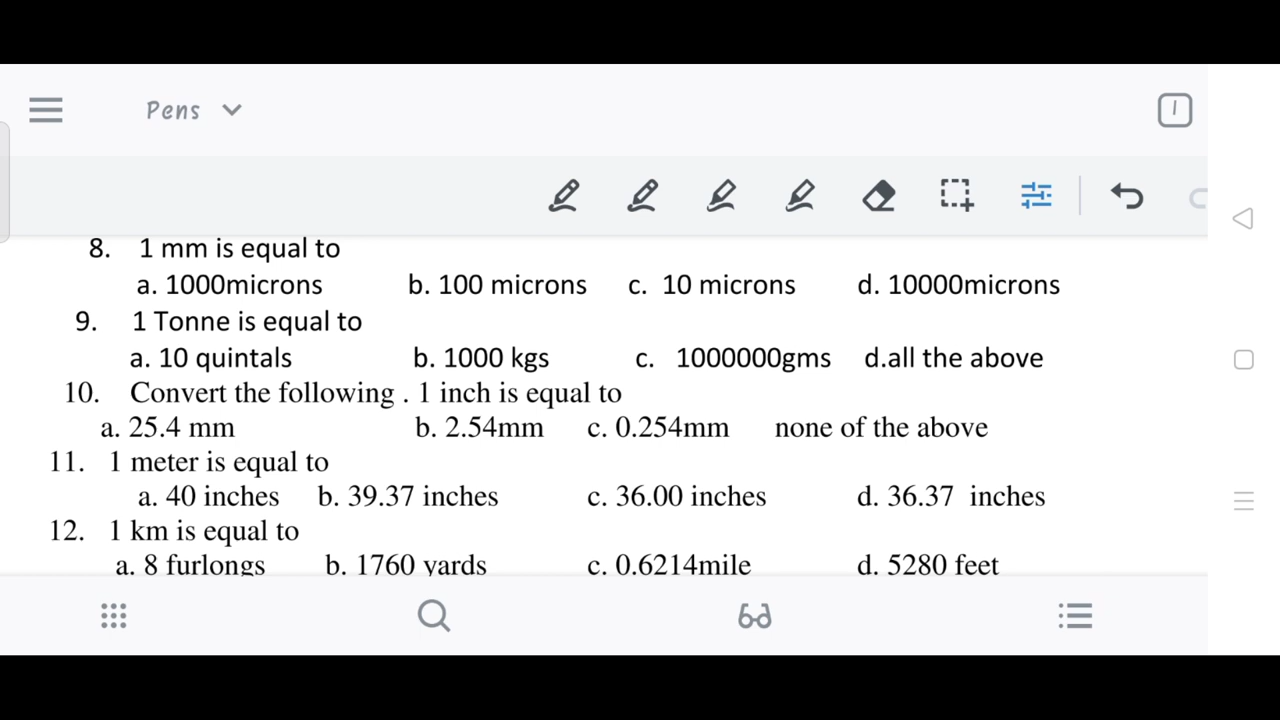 Pens
8. 1 mm is equal to
a. 1000microns b. 100 microns c. 10 microns d. 10000microns
9. 1 Tonne is equal to
a. 10 quintals b. 1000 kgs c. 1000000gms d.all the above
10. Convert the following . 1 inch is equal to
a. 25.4 mm b. 2.54mm c. 0.254mm none of the above
11. 1 meter is equal to
a. 40 inches b. 39.37 inches c. 36.00 inches d. 36.37 inches
12. 1 km is equal to
a. 8 furlongs b. 1760 yards c. 0.6214mile d. 5280 feet